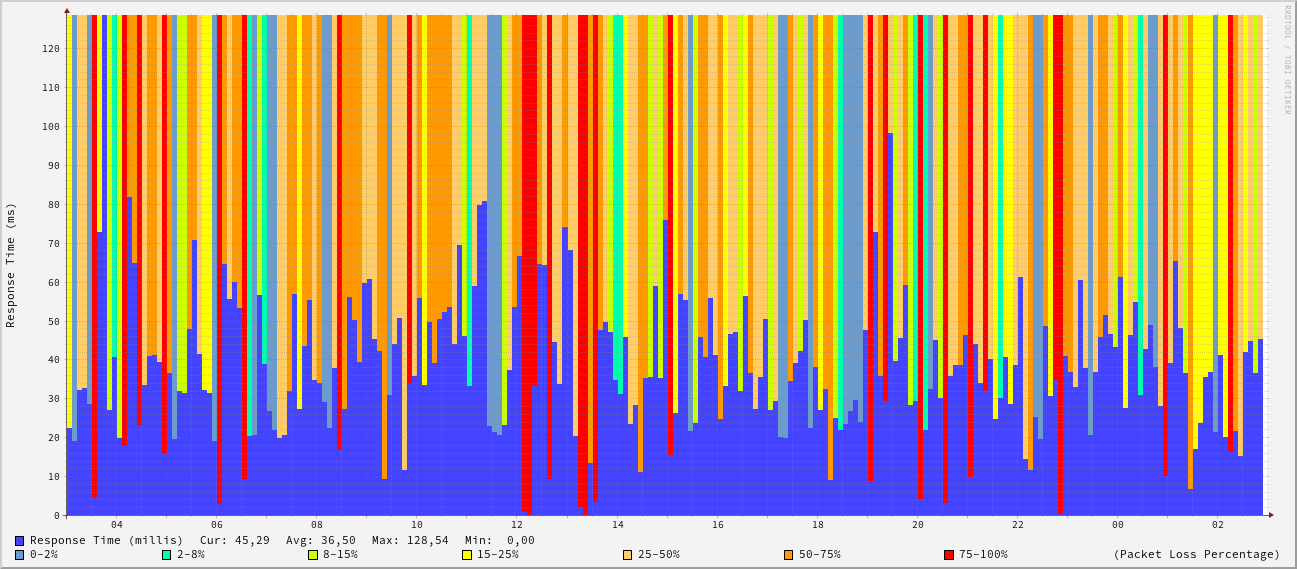 RRDTOOL / TOBI OETIKER
Response Time (ms)
120
110
100
90
80
70
60
50
40
30
20
10
0
04 06 08 10 12 14 16 18 20 22 00 02
Response Time (millis) Cur: 45,29 Avg: 36,50 Max: 128,54 Min: 0,00
0-2% 2-8% 8-15% 15-25% 25-50% 50-75% 75-100% (Packet Loss Percentage)